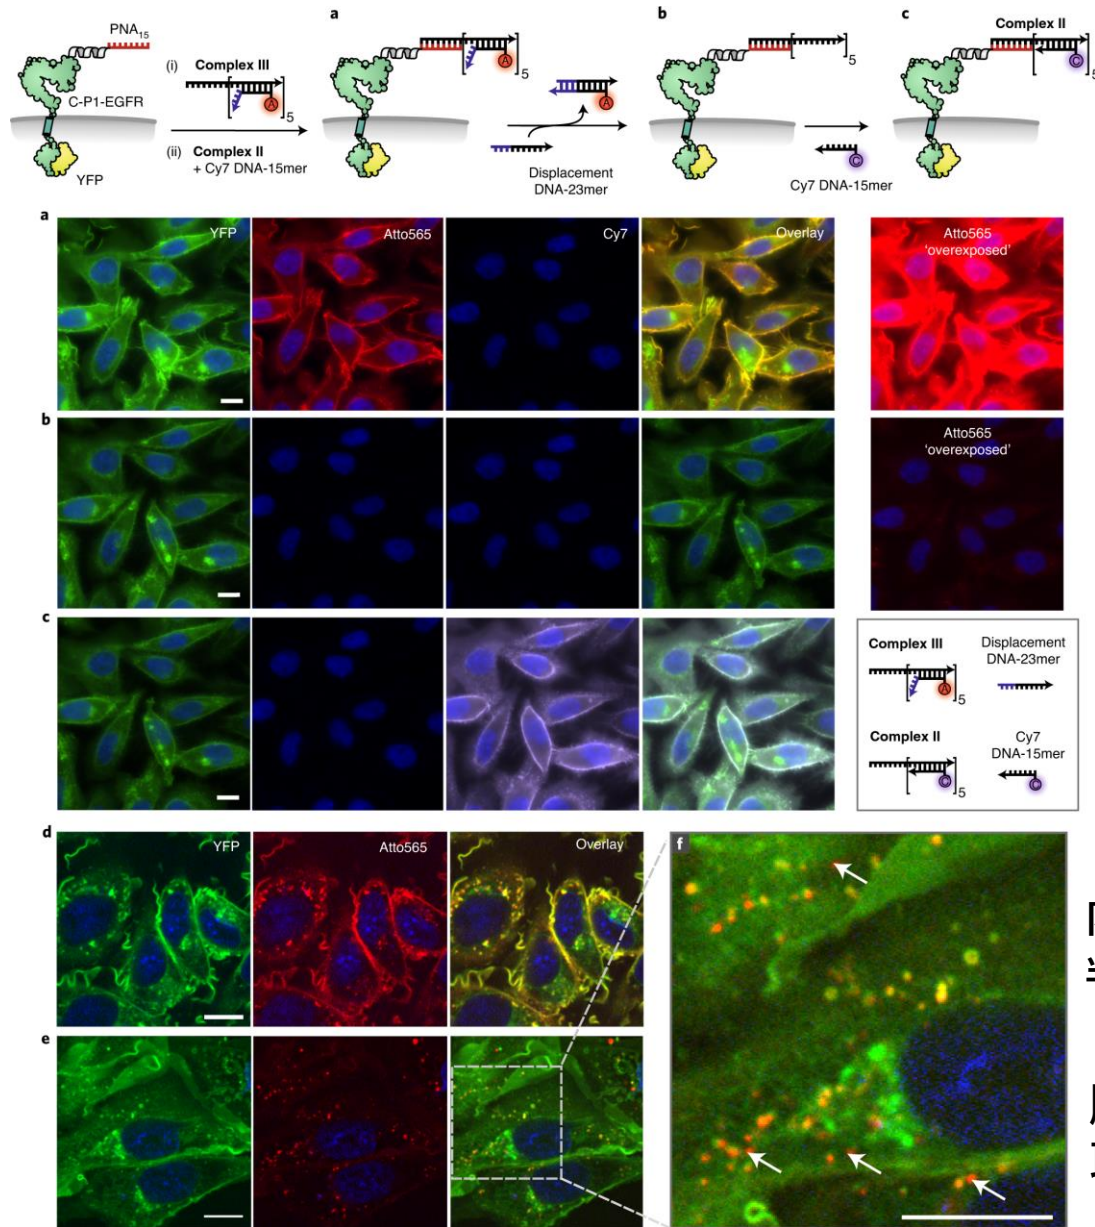 a
b
c
PNA15
(i)
Complex III
5
A
C-P1-EGFR
YFP
(ii) Complex II
+ Cy7 DNA-15mer
A
5
A
Displacement
DNA-23mer
5
C
Cy7 DNA-15mer
Complex II
C
5
a
YFP
Atto565
Cy7
Overlay
Atto565
'overexposed'
b
Atto565
'overexposed'
c
Complex III
Displacement
DNA-23mer
A
5
Complex II
Cy7
DNA-15mer
C
5
C
d
YFP
Atto565
Overlay
e
f